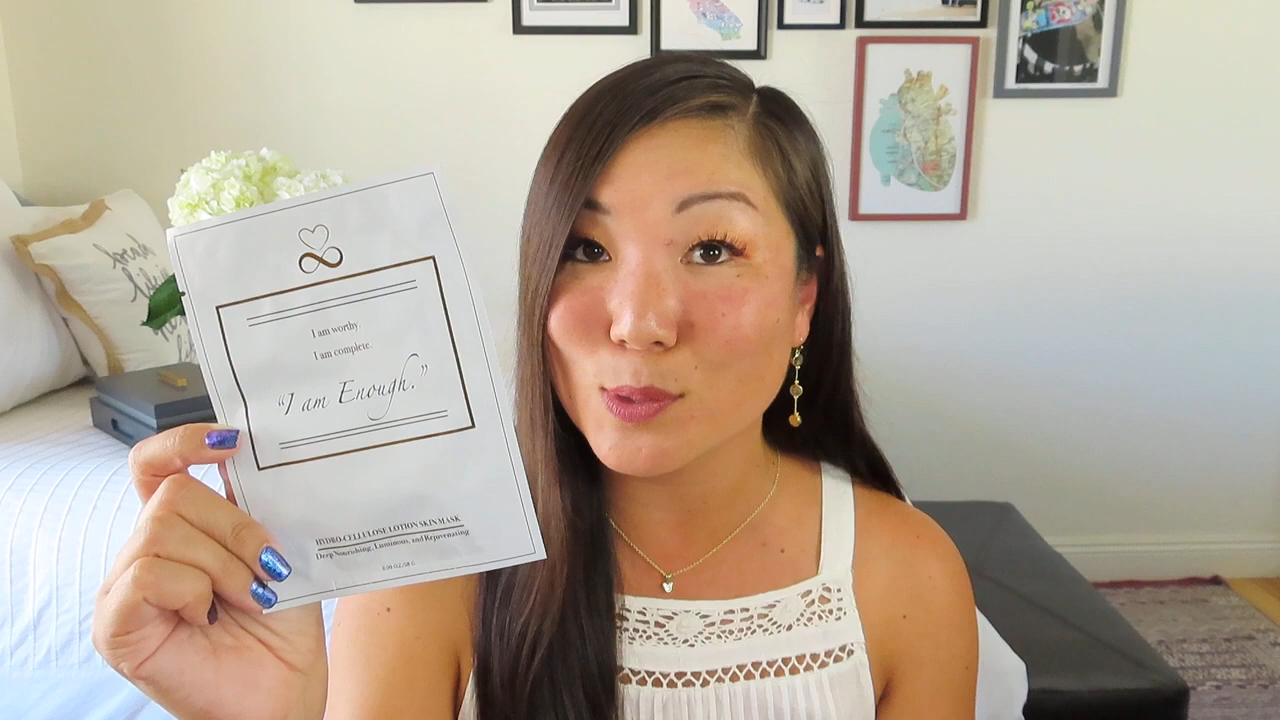 I am worthy.
I am complete.
"I am Enough."
HYDRO-CELLULOSE LOTION SKIN MASK
Deep Nourishing, Luminous, and Rejuvenating